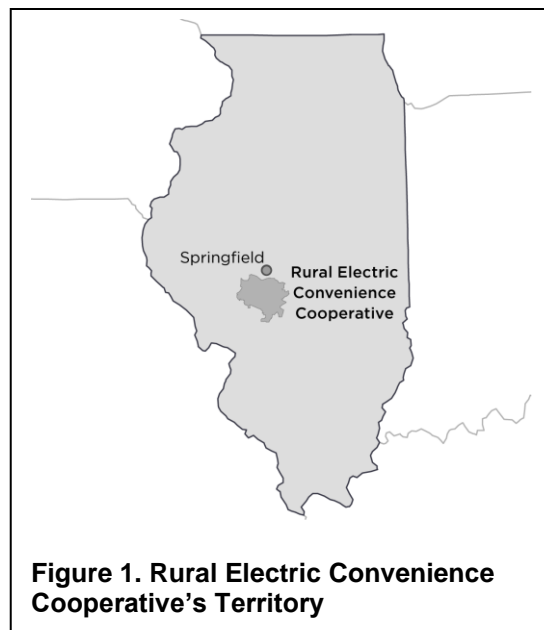 Springfield
Rural Electric
Convenience
Cooperative
Figure 1. Rural Electric Convenience
Cooperative’s Territory